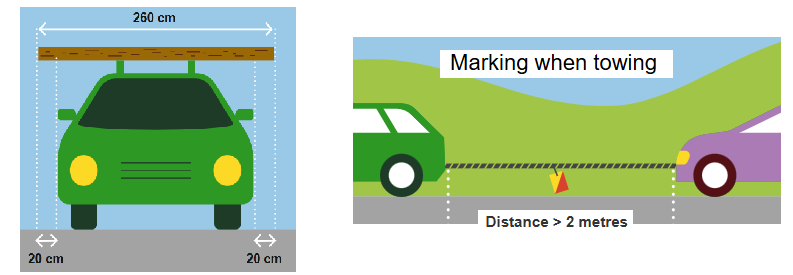 260 cm
20 cm
20 cm
Marking when towing
Distance > 2 metres